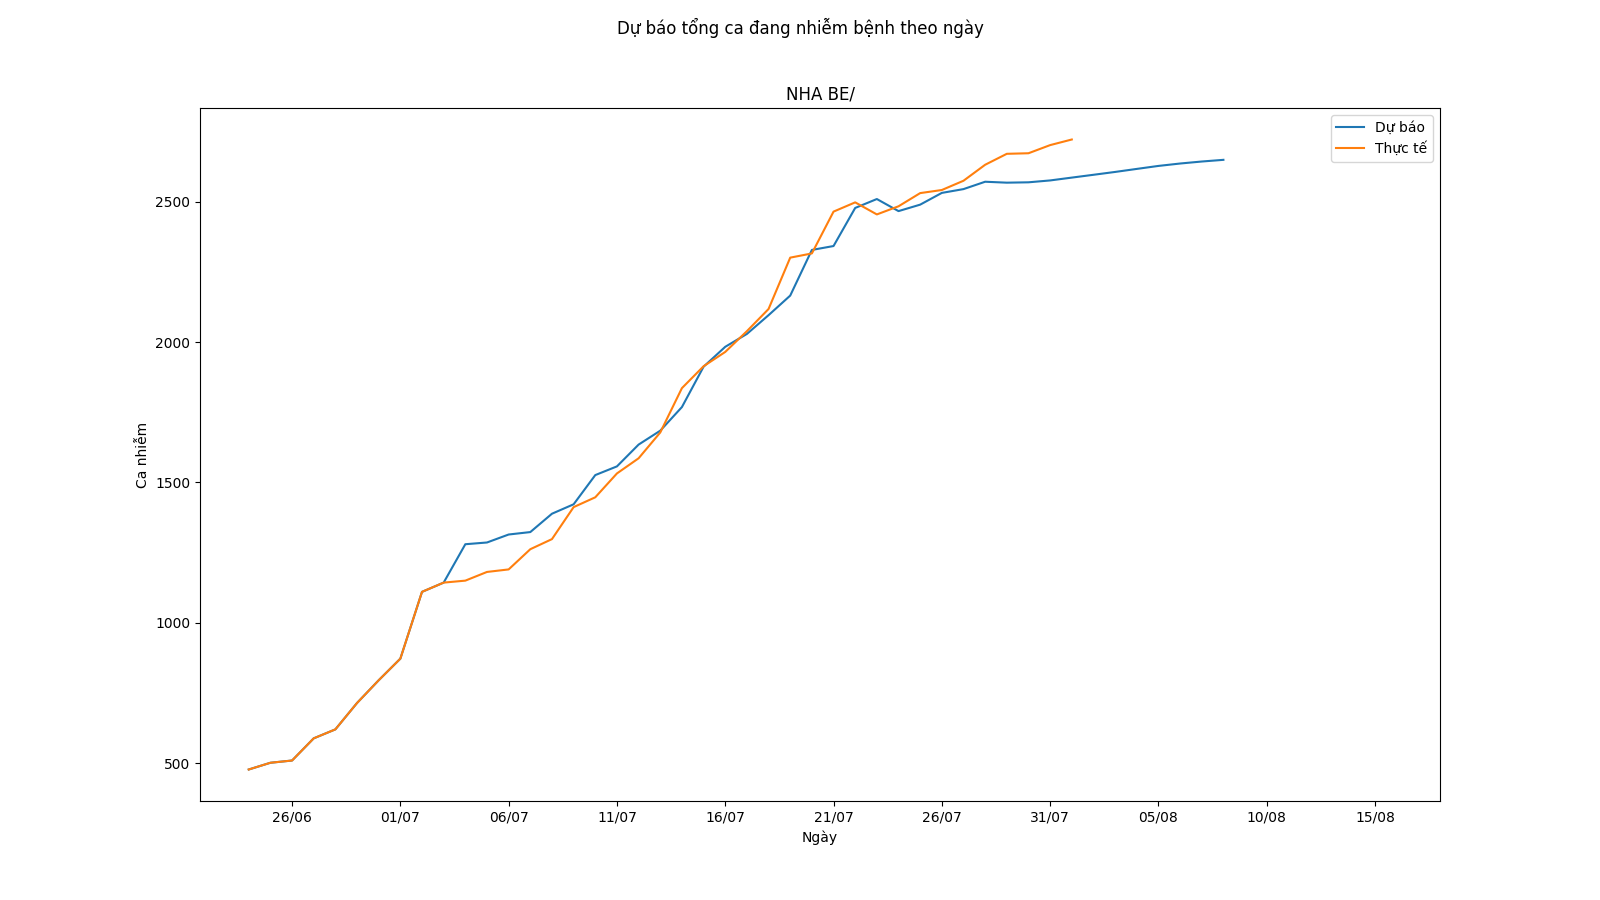 Dự báo tổng ca đang nhiễm bệnh theo ngày
NHA BE/
Dự báo
Thực tế
2500
2000
1500
1000
500
Ca nhiễm
26/06 01/07 06/07 11/07 16/07 21/07 26/07 31/07 05/08 10/08 15/08
Ngày